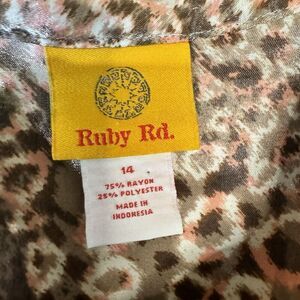 Ruby Rd.
14
75% RAYON
25% POLYESTER
MADE IN
INDONESIA